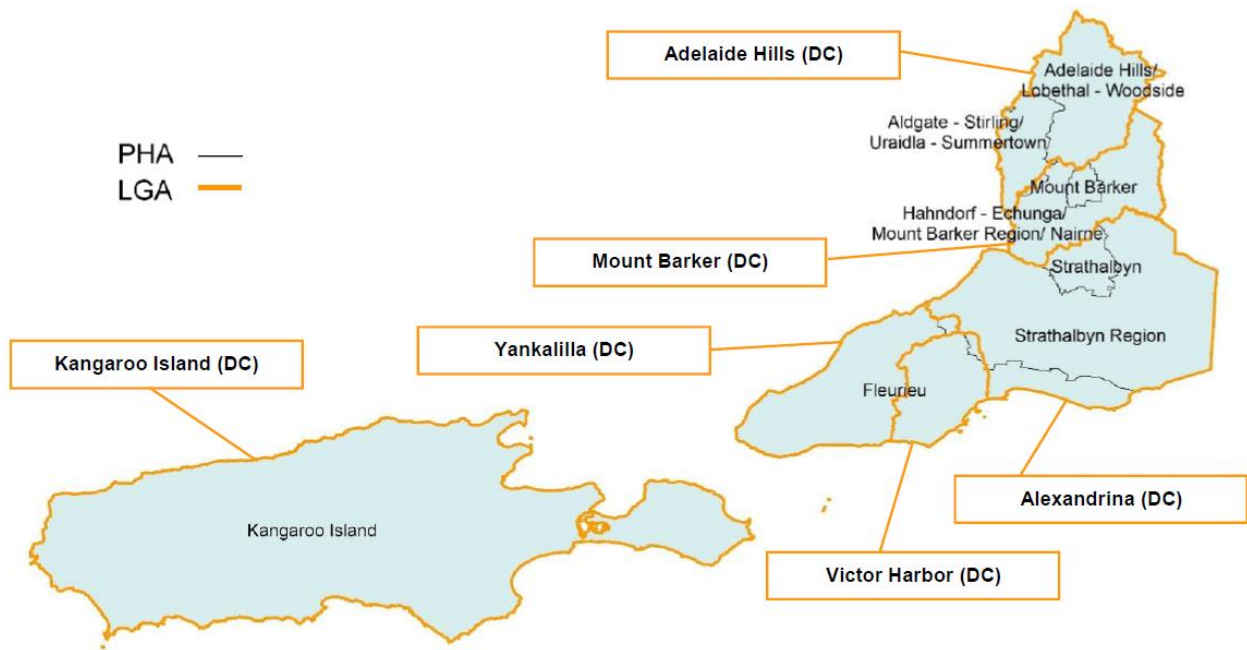 Adelaide Hills (DC)
Adelaide Hills/
Lobethal - Woodside
Aldgate - Stirling/
Uraidla - Summertown
PHA
LGA
Mount Barker
Hahndorf - Echunga/
Mount Barker Region/ Nairne
Mount Barker (DC)
Strathalbyn
Strathalbyn Region
Yankalilla (DC)
Kangaroo Island (DC)
Fleurieu
Alexandrina (DC)
Kangaroo Island
Victor Harbor (DC)